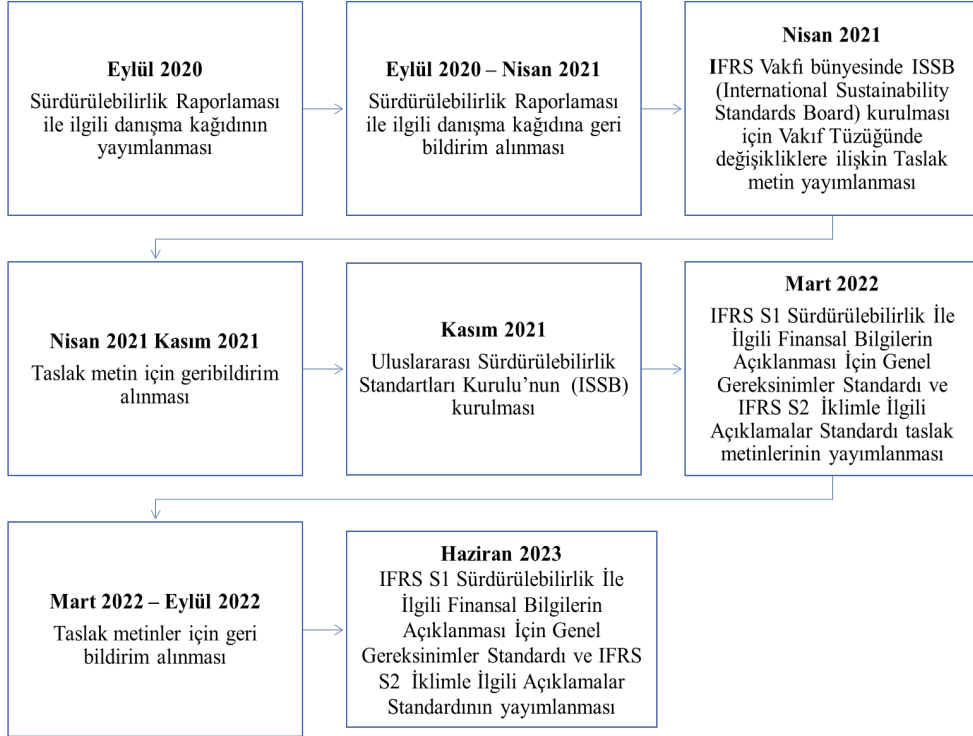 Eylül 2020
Sürdürülebilirlik Raporlaması
ile ilgili danışma kağıdının
yayımlanması
Eylül 2020 – Nisan 2021
Sürdürülebilirlik Raporlaması
ile ilgili danışma kağıdına geri
bildirim alınması
Nisan 2021
IFRS Vakfı bünyesinde ISSB
(International Sustainability
Standards Board) kurulması
için Vakıf Tüzüğünde
değişikliklere ilişkin Taslak
metin yayımlanması
Nisan 2021 Kasım 2021
Taslak metin için geribildirim
alınması
Kasım 2021
Uluslararası Sürdürülebilirlik
Standartları Kurulu’nun (ISSB)
kurulması
Mart 2022
IFRS S1 Sürdürülebilirlik İle
İlgili Finansal Bilgilerin
Açıklanması İçin Genel
Gereksinimler Standardı ve
IFRS S2 İklimle İlgili
Açıklamalar Standardı taslak
metinlerinin yayımlanması
Mart 2022 – Eylül 2022
Taslak metinler için geri
bildirim alınması
Haziran 2023
IFRS S1 Sürdürülebilirlik İle
İlgili Finansal Bilgilerin
Açıklanması İçin Genel
Gereksinimler Standardı ve IFRS
S2 İklimle İlgili Açıklamalar
Standardının yayımlanması